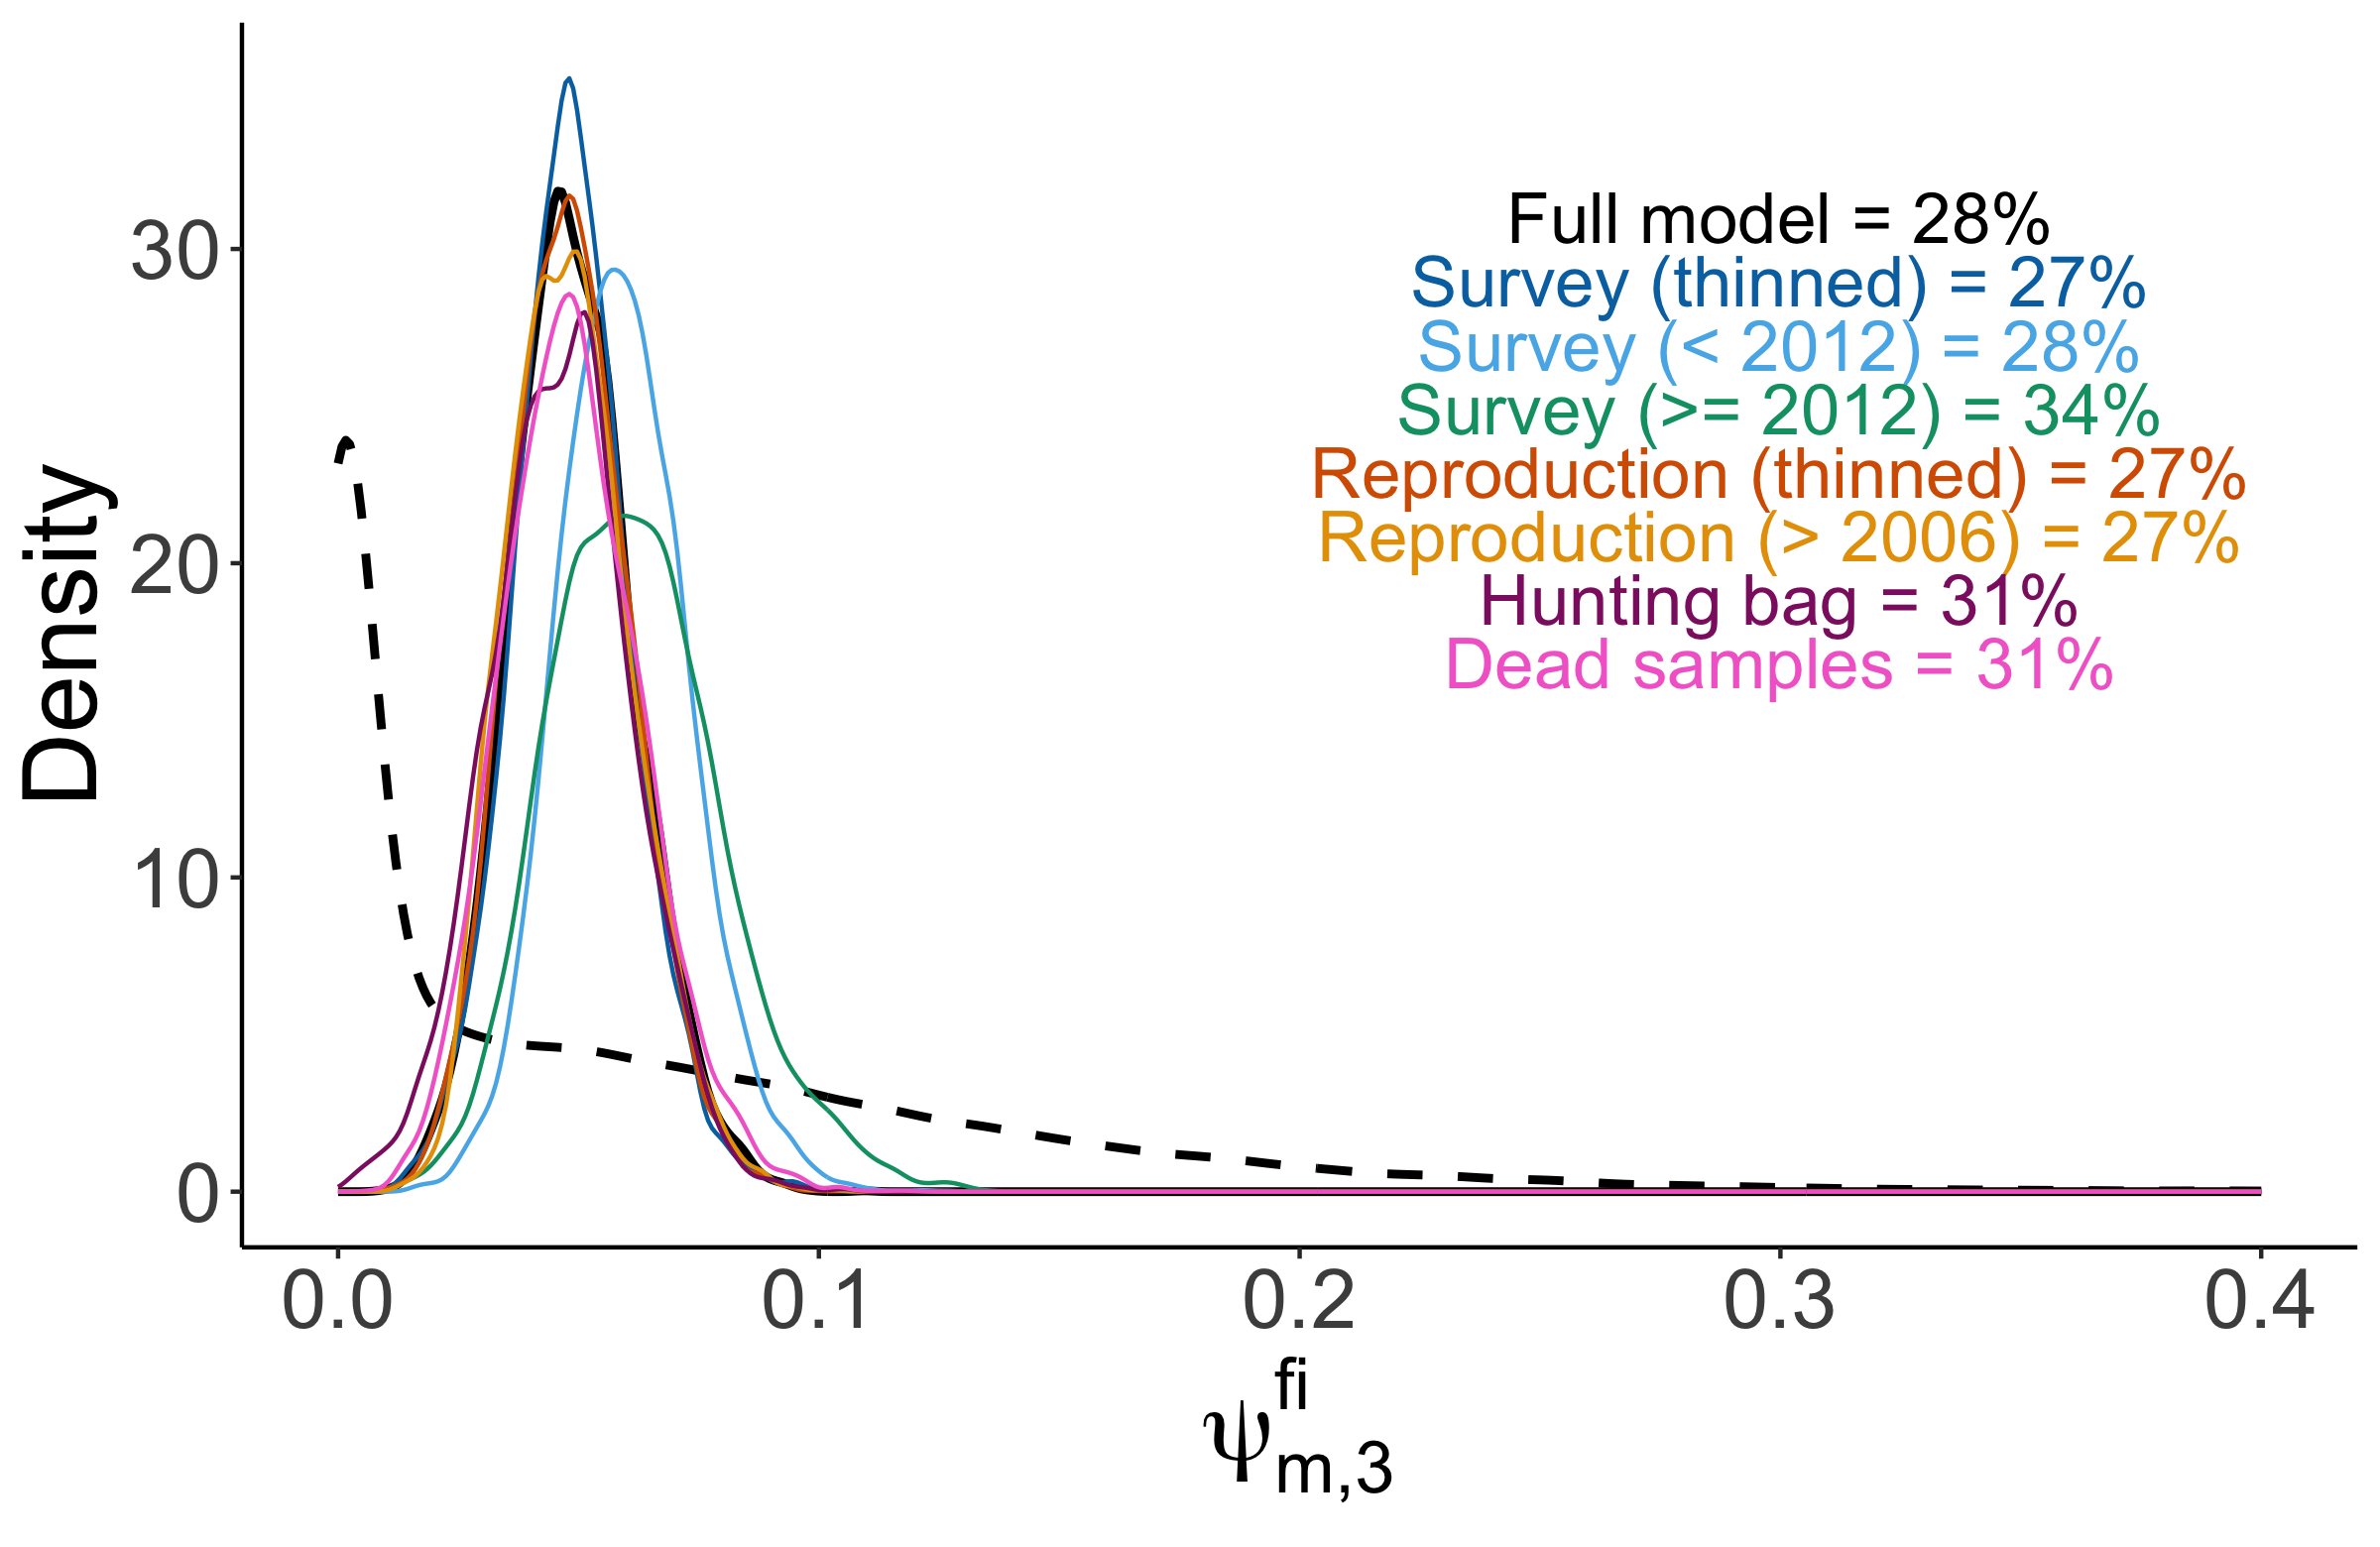 Density
30
20
10
0
Full model = 28%
Survey (thinned) = 27%
Survey (< 2012) = 28%
Survey (>= 2012) = 34%
Reproduction (thinned) = 27%
Reproduction (> 2006) = 27%
Hunting bag = 31%
Dead samples = 31%
0.0 0.1 0.2 0.3 0.4
ψ fi m,3